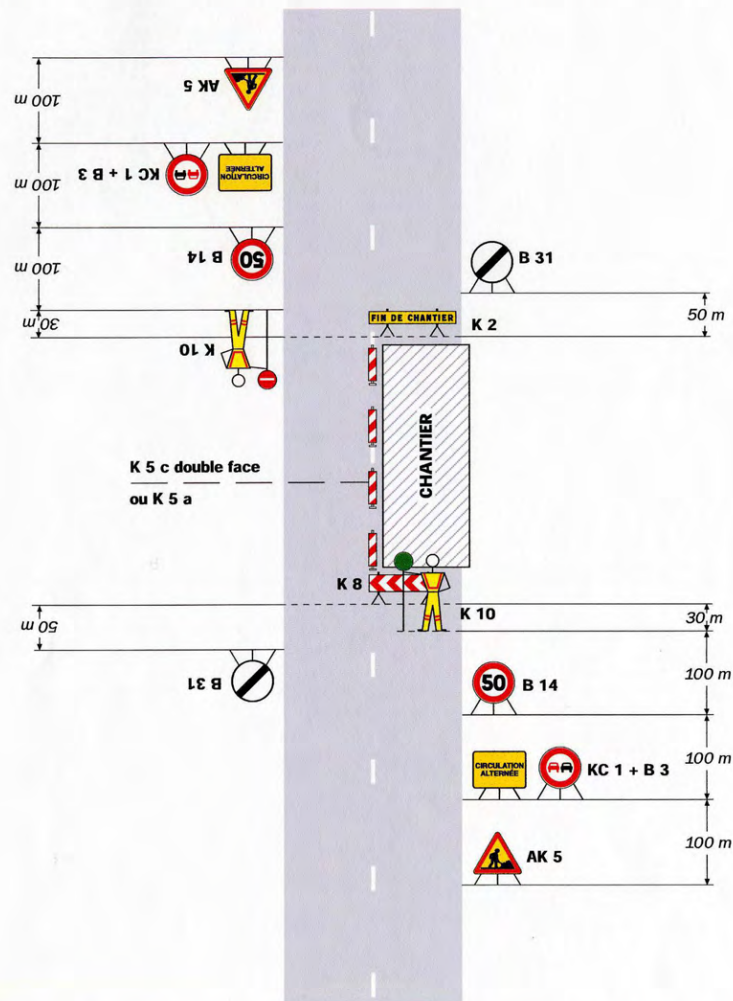 AK 5
100 m
KC 1 + B 3
CIRCULATION
ALTERNÉE
100 m
50
B 14
100 m
B 31
50 m
30 m
K 10
FIN DE CHANTIER
K 2
CHANTIER
K 5 c double face
ou K 5 a
K 8
K 10
30 m
50 m
B 31
50
B 14
100 m
CIRCULATION
ALTERNÉE
KC 1 + B 3
100 m
AK 5
100 m